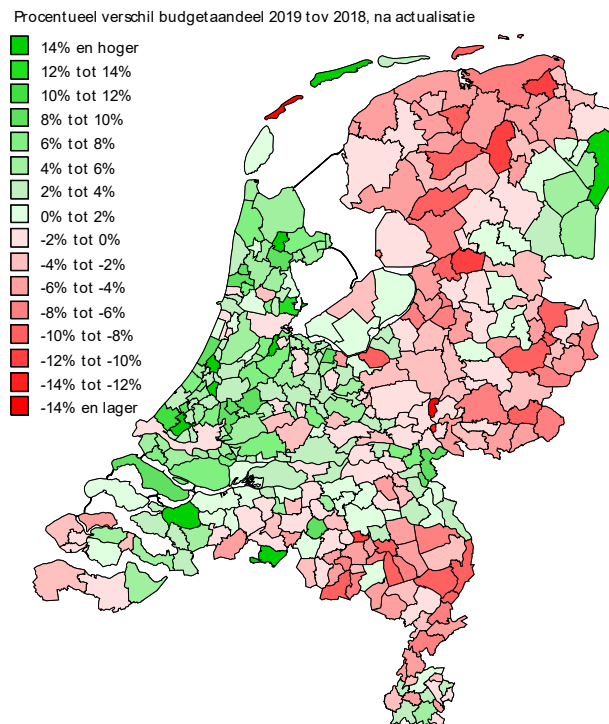 Procentueel verschil budgetaandeel 2019 tov 2018, na actualisatie
14% en hoger
12% tot 14%
10% tot 12%
8% tot 10%
6% tot 8%
4% tot 6%
2% tot 4%
0% tot 2%
-2% tot 0%
-4% tot -2%
-6% tot -4%
-8% tot -6%
-10% tot -8%
-12% tot -10%
-14% tot -12%
-14% en lager